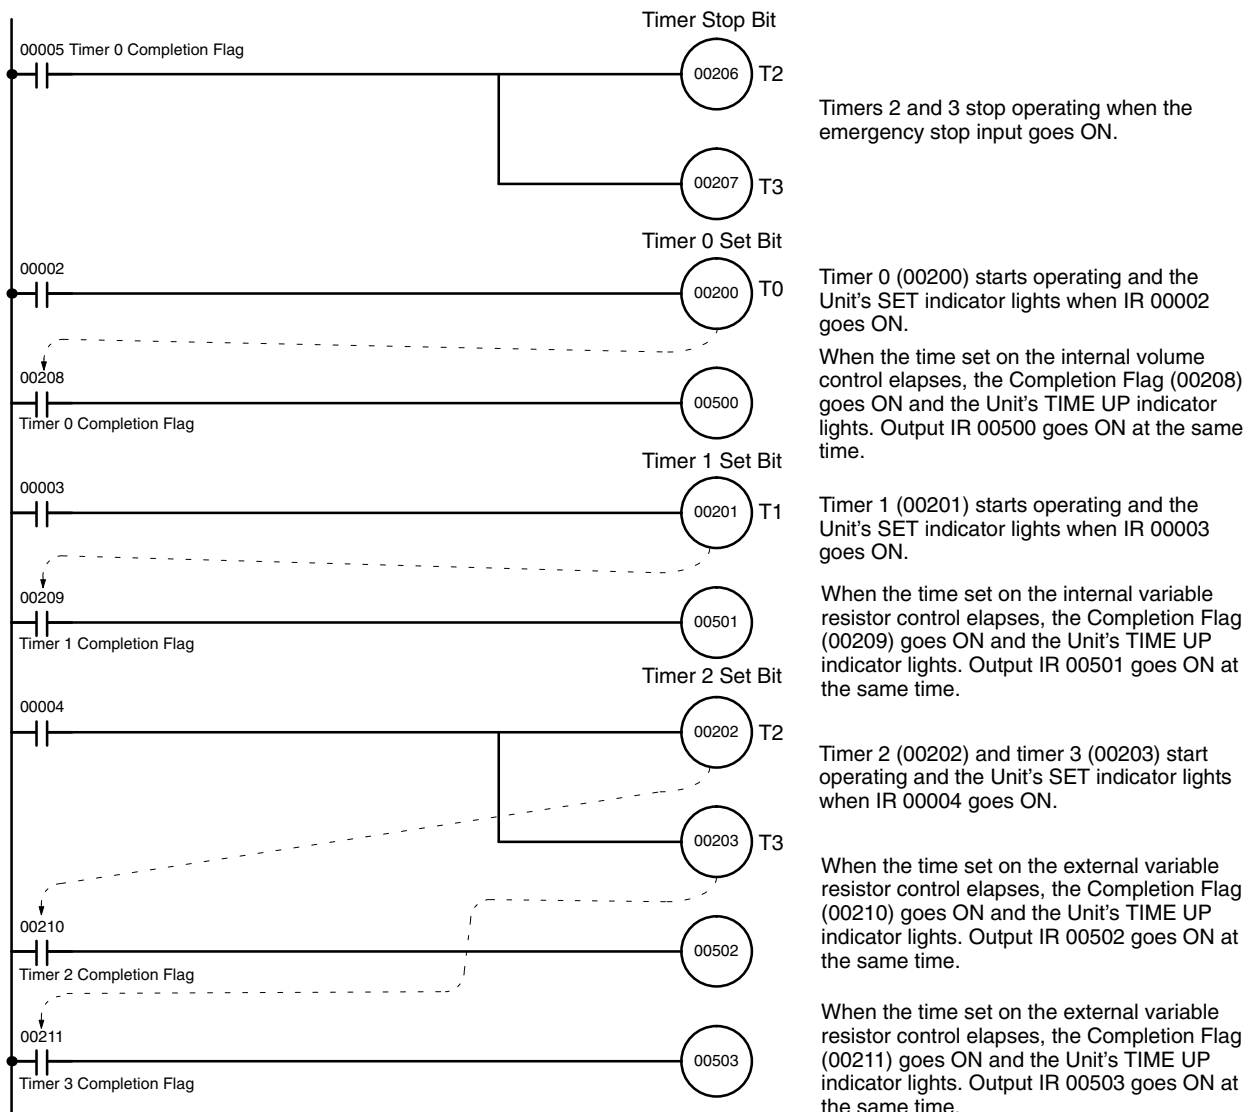 Timer Stop Bit
00005 Timer 0 Completion Flag
00206 T2
Timers 2 and 3 stop operating when the
emergency stop input goes ON.
00207 T3
Timer 0 Set Bit
00002
00200 T0
Timer 0 (00200) starts operating and the
Unit's SET indicator lights when IR 00002
goes ON.
00208
00500
Timer 0 Completion Flag
When the time set on the internal volume
control elapses, the Completion Flag (00208)
goes ON and the Unit's TIME UP indicator
lights. Output IR 00500 goes ON at the same
time.
Timer 1 Set Bit
00003
00201 T1
Timer 1 (00201) starts operating and the
Unit's SET indicator lights when IR 00003
goes ON.
00209
00501
Timer 1 Completion Flag
When the time set on the internal variable
resistor control elapses, the Completion Flag
(00209) goes ON and the Unit's TIME UP
indicator lights. Output IR 00501 goes ON at
the same time.
Timer 2 Set Bit
00004
00202 T2
Timer 2 (00202) and timer 3 (00203) start
operating and the Unit's SET indicator lights
when IR 00004 goes ON.
00203 T3
00210
00502
Timer 2 Completion Flag
When the time set on the external variable
resistor control elapses, the Completion Flag
(00210) goes ON and the Unit's TIME UP
indicator lights. Output IR 00502 goes ON at
the same time.
00211
00503
Timer 3 Completion Flag
When the time set on the external variable
resistor control elapses, the Completion Flag
(00211) goes ON and the Unit's TIME UP
indicator lights. Output IR 00503 goes ON at
the same time.